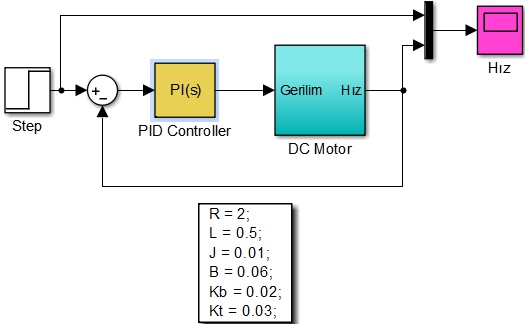 Step
+
−
PI(s)
PID Controller
Gerilim Hız
DC Motor
Hız
R = 2;
L = 0.5;
J = 0.01;
B = 0.06;
Kb = 0.02;
Kt = 0.03;